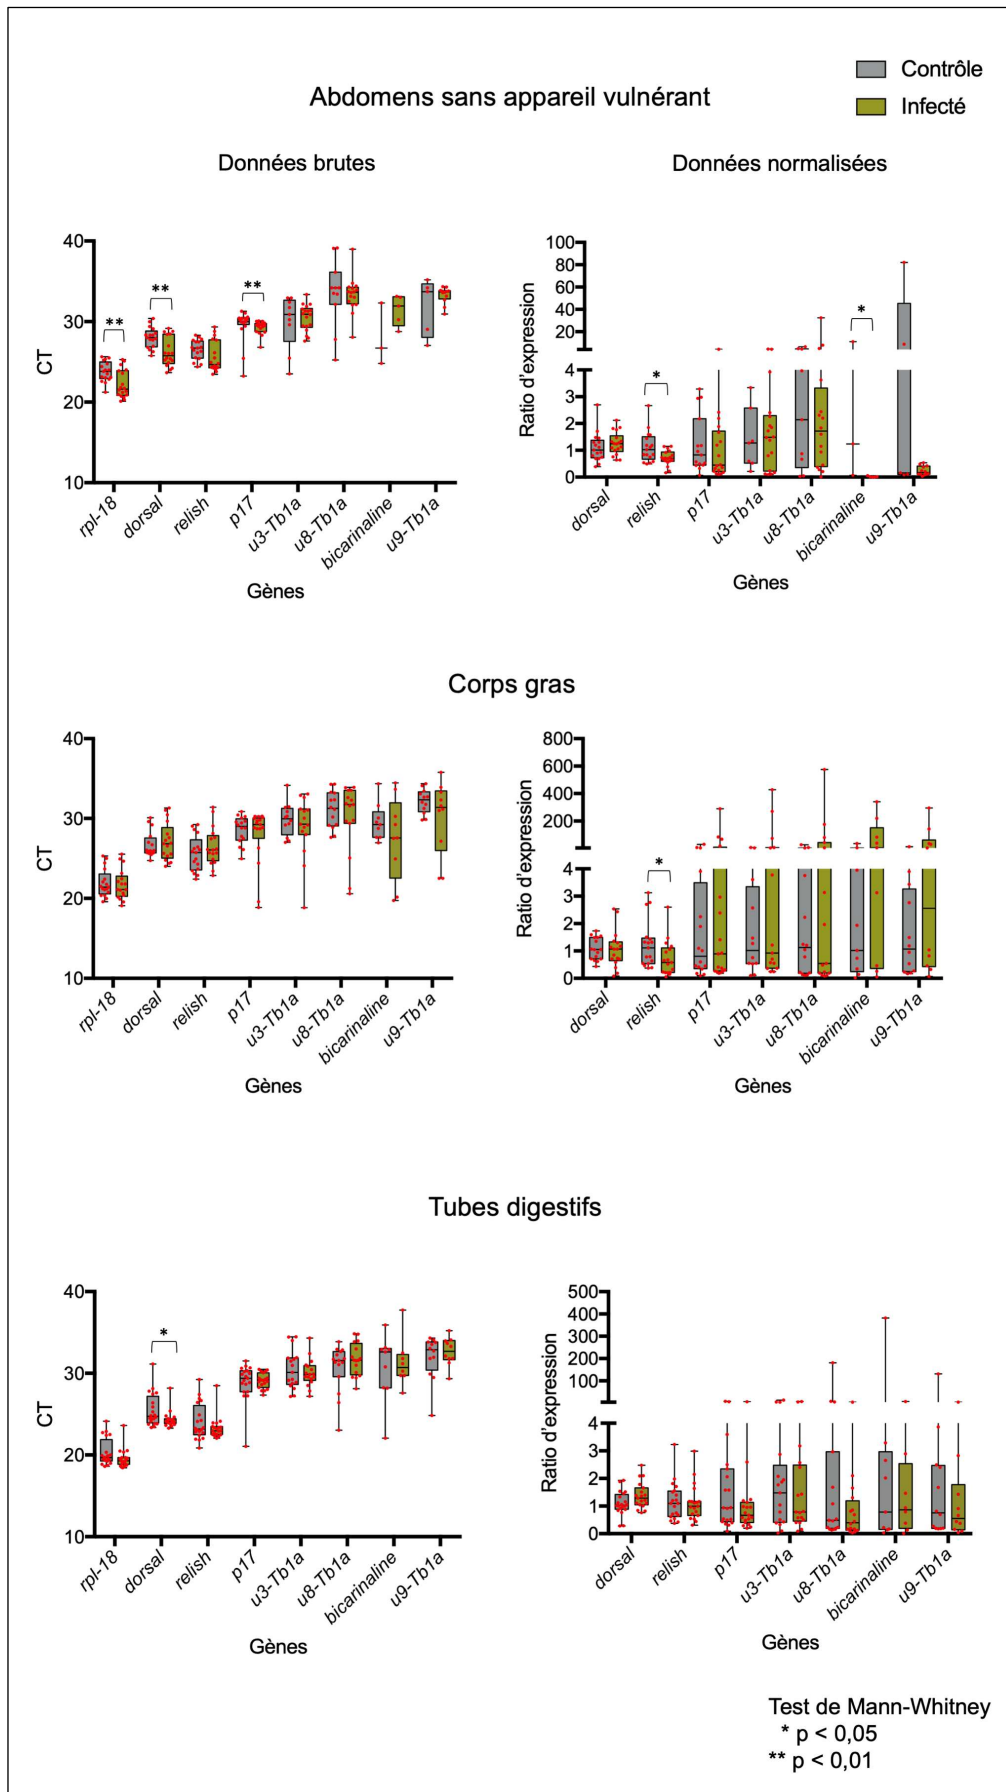 Contrôle
Infecté
Abdomens sans appareil vulnérant
Données brutes
Données normalisées
40
30
20
10
CT
**
**
**
rpl-18
dorsal
relish
p17
u3-Tb1a
u8-Tb1a
bicarinaline
u9-Tb1a
Gènes
100
80
60
40
20
4
3
2
1
0
Ratio d'expression
*
*
dorsal
relish
p17
u3-Tb1a
u8-Tb1a
bicarinaline
u9-Tb1a
Gènes
Corps gras
40
30
20
10
CT
rpl-18
dorsal
relish
p17
u3-Tb1a
u8-Tb1a
bicarinaline
u9-Tb1a
Gènes
800
600
400
200
4
3
2
1
0
Ratio d'expression
*
dorsal
relish
p17
u3-Tb1a
u8-Tb1a
bicarinaline
u9-Tb1a
Gènes
Tubes digestifs
40
30
20
10
CT
*
rpl-18
dorsal
relish
p17
u3-Tb1a
u8-Tb1a
bicarinaline
u9-Tb1a
Gènes
500
400
300
200
100
4
3
2
1
0
Ratio d'expression
dorsal
relish
p17
u3-Tb1a
u8-Tb1a
bicarinaline
u9-Tb1a
Gènes
Test de Mann-Whitney
* p < 0,05
** p < 0,01